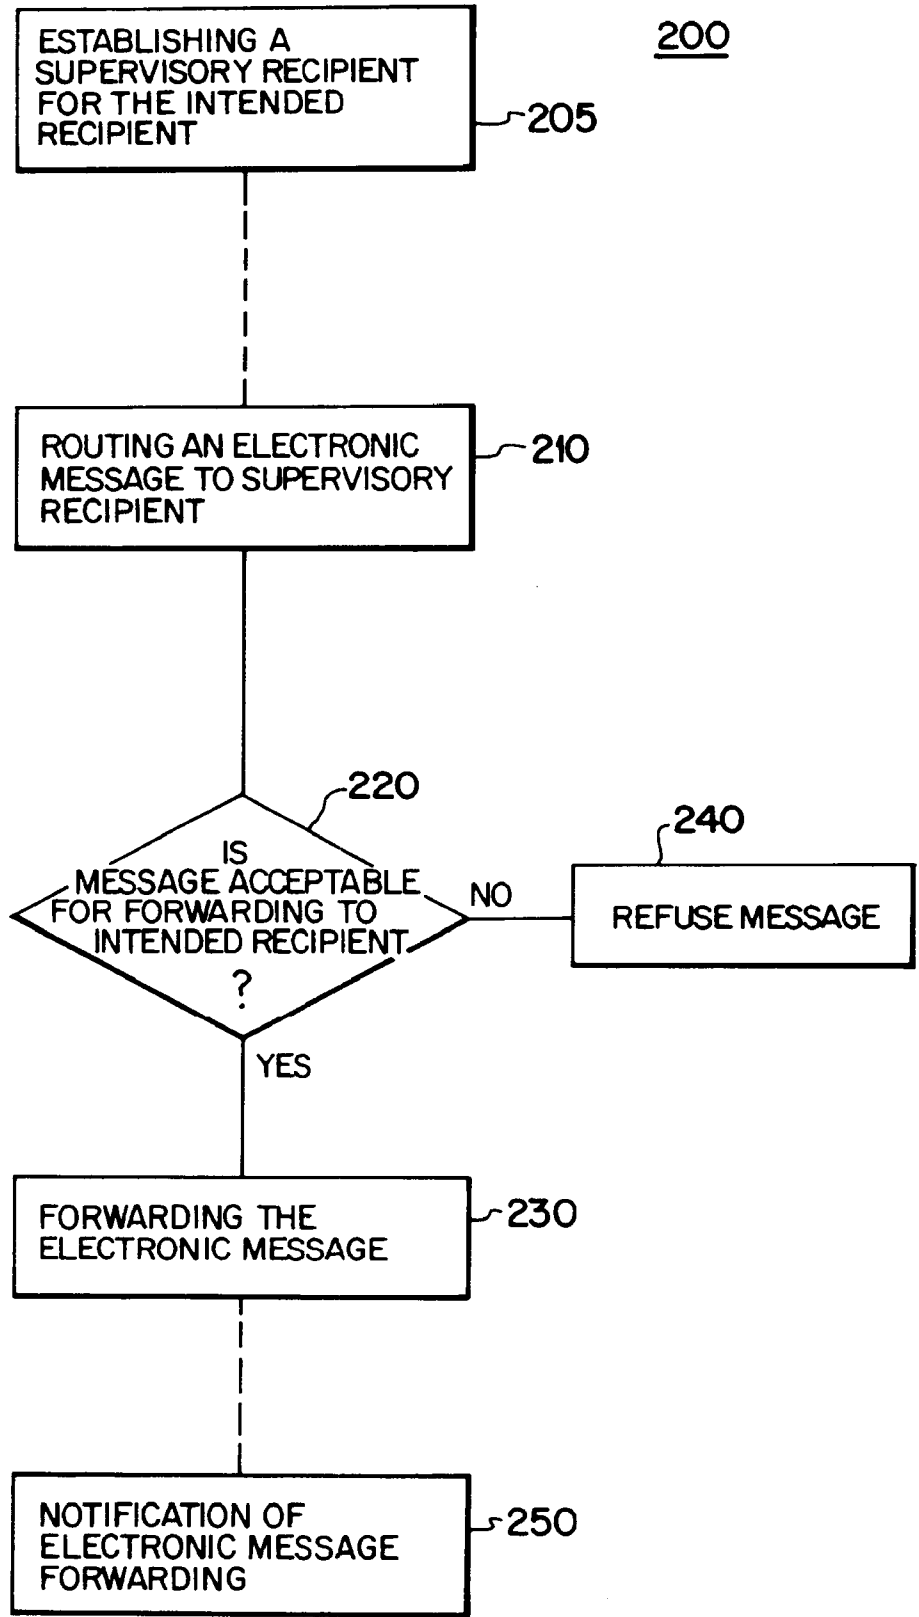 200
ESTABLISHING A
SUPERVISORY RECIPIENT
FOR THE INTENDED
RECIPIENT
205
ROUTING AN ELECTRONIC
MESSAGE TO SUPERVISORY
RECIPIENT
210
220
IS
MESSAGE ACCEPTABLE
FOR FORWARDING TO
INTENDED RECIPIENT
?
NO
240
REFUSE MESSAGE
YES
FORWARDING THE
ELECTRONIC MESSAGE
230
NOTIFICATION OF
ELECTRONIC MESSAGE
FORWARDING
250